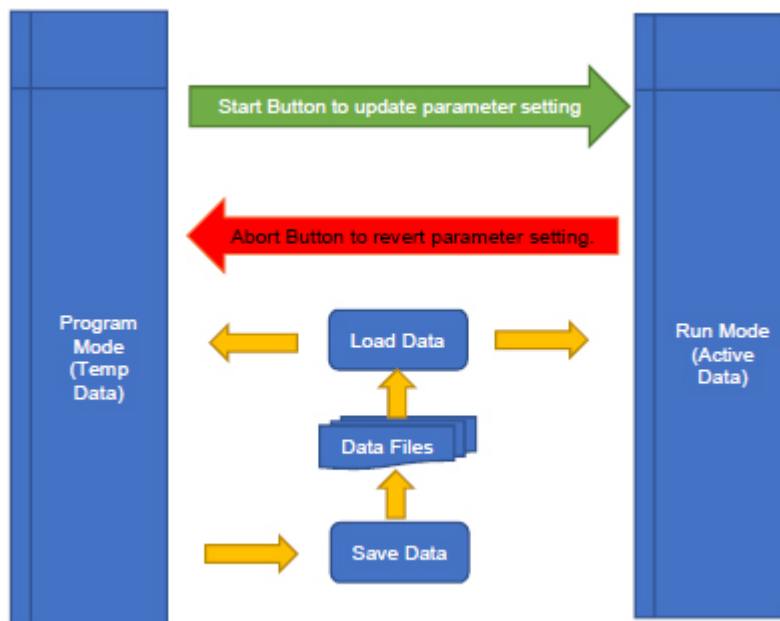 Start Button to update parameter setting
Abort Button to revert parameter setting.
Program
Mode
(Temp
Data)
Load Data
Run Mode
(Active
Data)
Data Files
Save Data